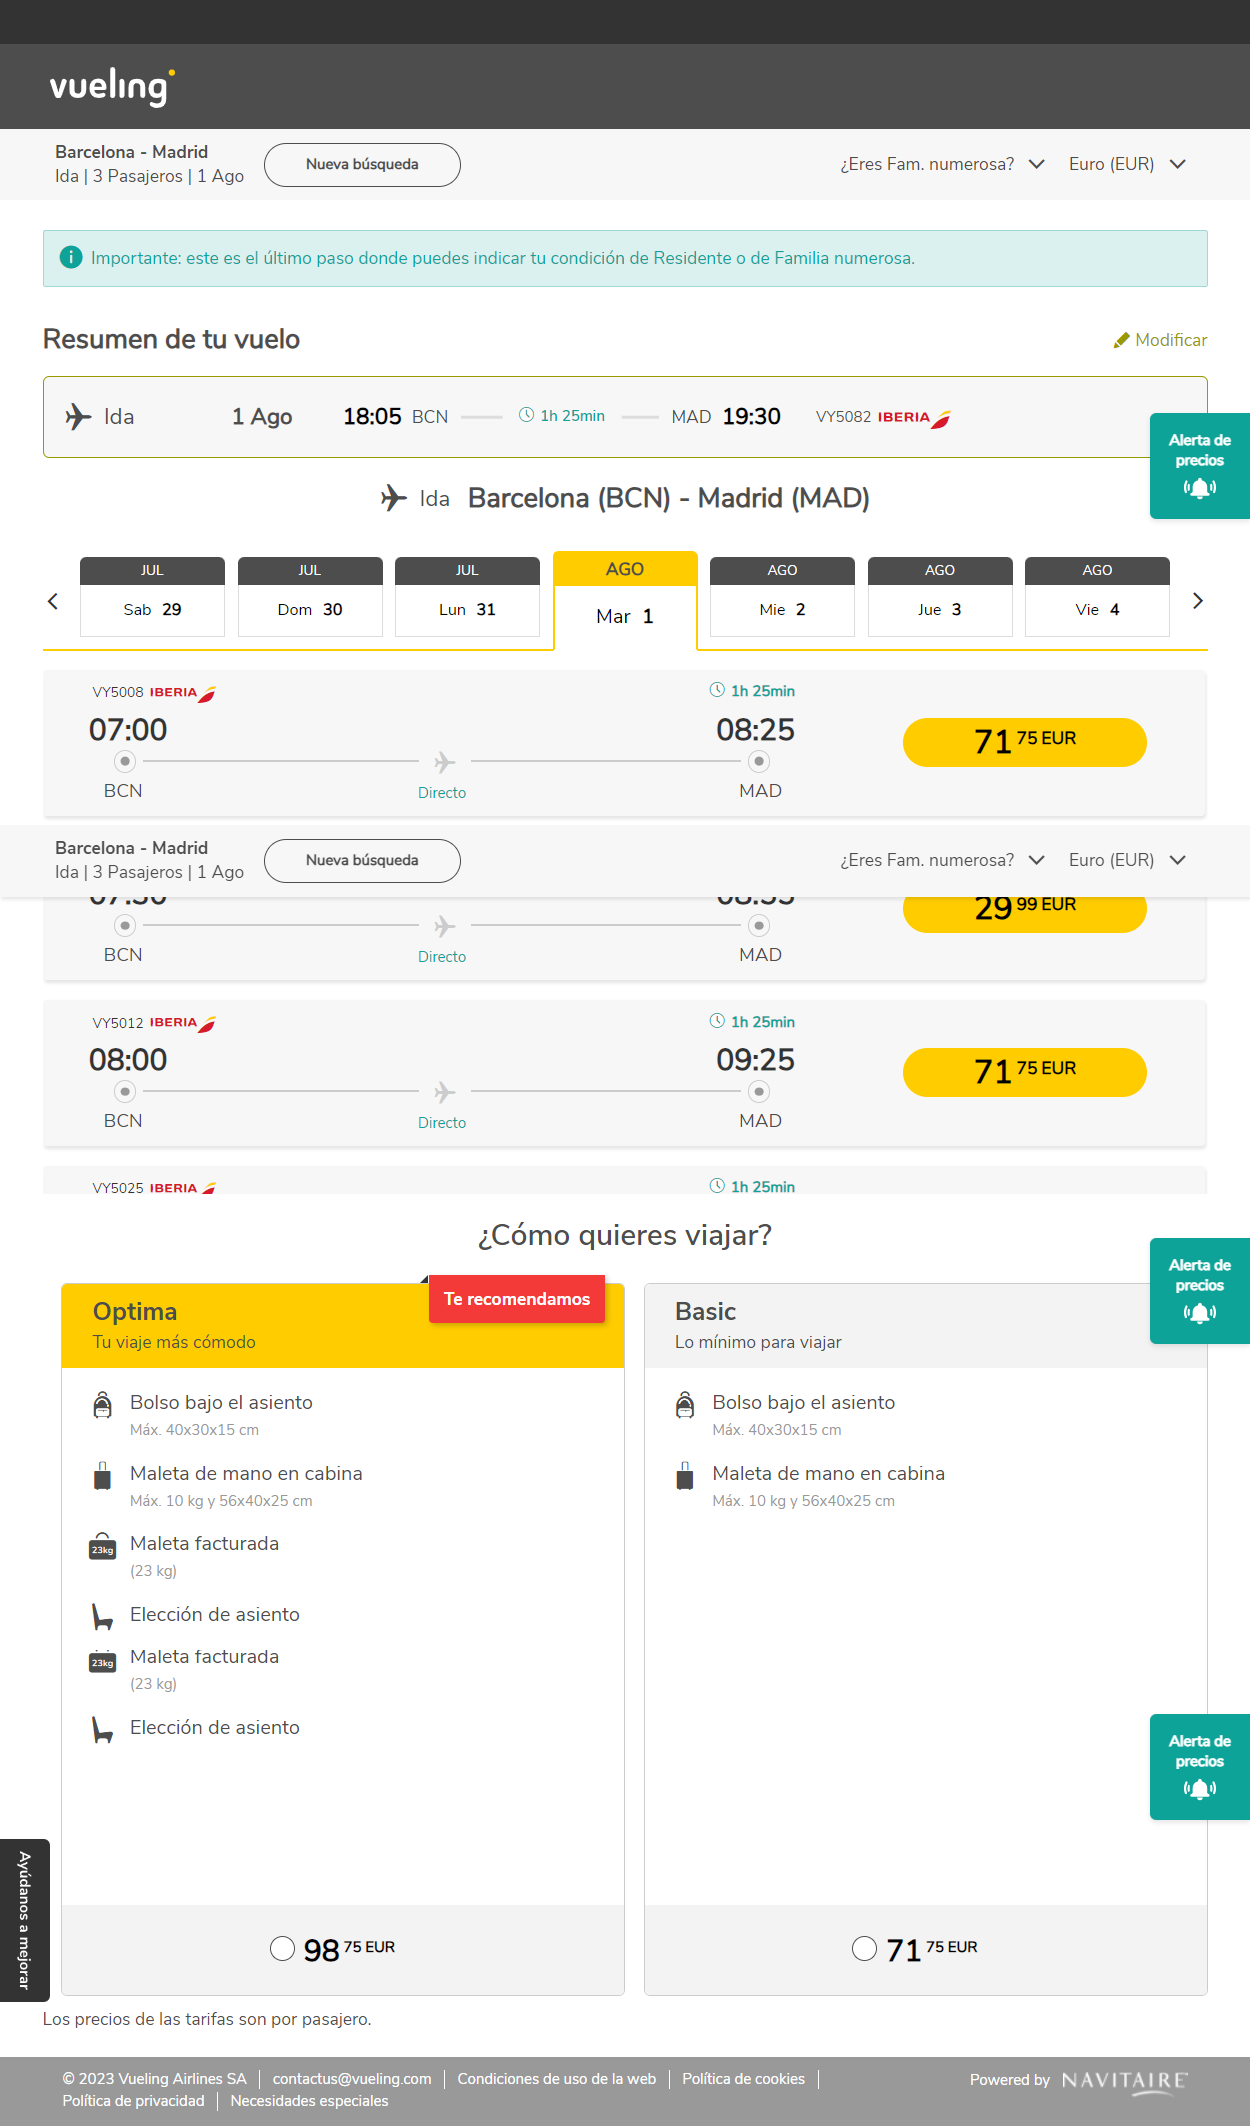 vueling
Barcelona - Madrid
Ida | 3 Pasajeros | 1 Ago
Nueva búsqueda
¿Eres Fam. numerosa?
Euro (EUR)
Importante: este es el último paso donde puedes indicar tu condición de Residente o de Familia numerosa.
Resumen de tu vuelo
Modificar
Ida 1 Ago 18:05 BCN 1h 25min MAD 19:30 VY5082 IBERIA
Alerta de
precios
Ida Barcelona (BCN) - Madrid (MAD)
JUL JUL JUL AGO AGO AGO AGO
Sab 29 Dom 30 Lun 31 Mar 1 Mie 2 Jue 3 Vie 4
VY5008 IBERIA 1h 25min
07:00 08:25 71 75 EUR
BCN Directo MAD
Barcelona - Madrid
Ida | 3 Pasajeros | 1 Ago
Nueva búsqueda
¿Eres Fam. numerosa?
Euro (EUR)
29 99 EUR
BCN Directo MAD
VY5012 IBERIA 1h 25min
08:00 09:25 71 75 EUR
BCN Directo MAD
VY5025 IBERIA 1h 25min
¿Cómo quieres viajar?
Alerta de
precios
Te recomendamos
Optima
Tu viaje más cómodo
Bolso bajo el asiento
Máx. 40x30x15 cm
Maleta de mano en cabina
Máx. 10 kg y 56x40x25 cm
23kg Maleta facturada
(23 kg)
Elección de asiento
23kg Maleta facturada
(23 kg)
Elección de asiento
98 75 EUR
Basic
Lo mínimo para viajar
Bolso bajo el asiento
Máx. 40x30x15 cm
Maleta de mano en cabina
Máx. 10 kg y 56x40x25 cm
71 75 EUR
Alerta de
precios
Ayúdanos a mejorar
Los precios de las tarifas son por pasajero.
© 2023 Vueling Airlines SA | contactus@vueling.com | Condiciones de uso de la web | Política de cookies |
Política de privacidad | Necesidades especiales
Powered by NAVITAIRE